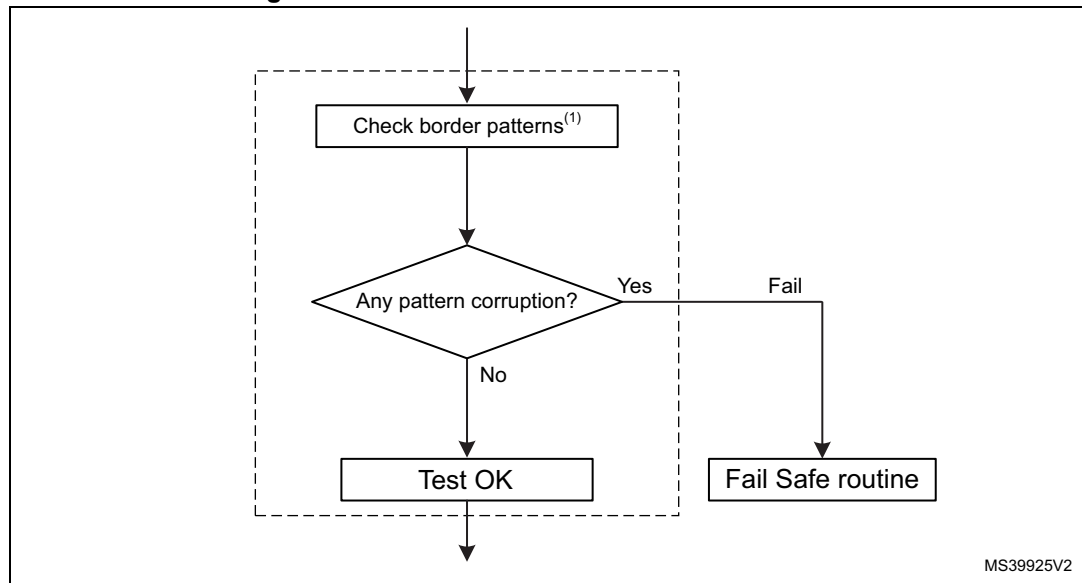 Check border patterns(1)
Any pattern corruption?
Yes
Fail
No
Test OK
Fail Safe routine
MS39925V2